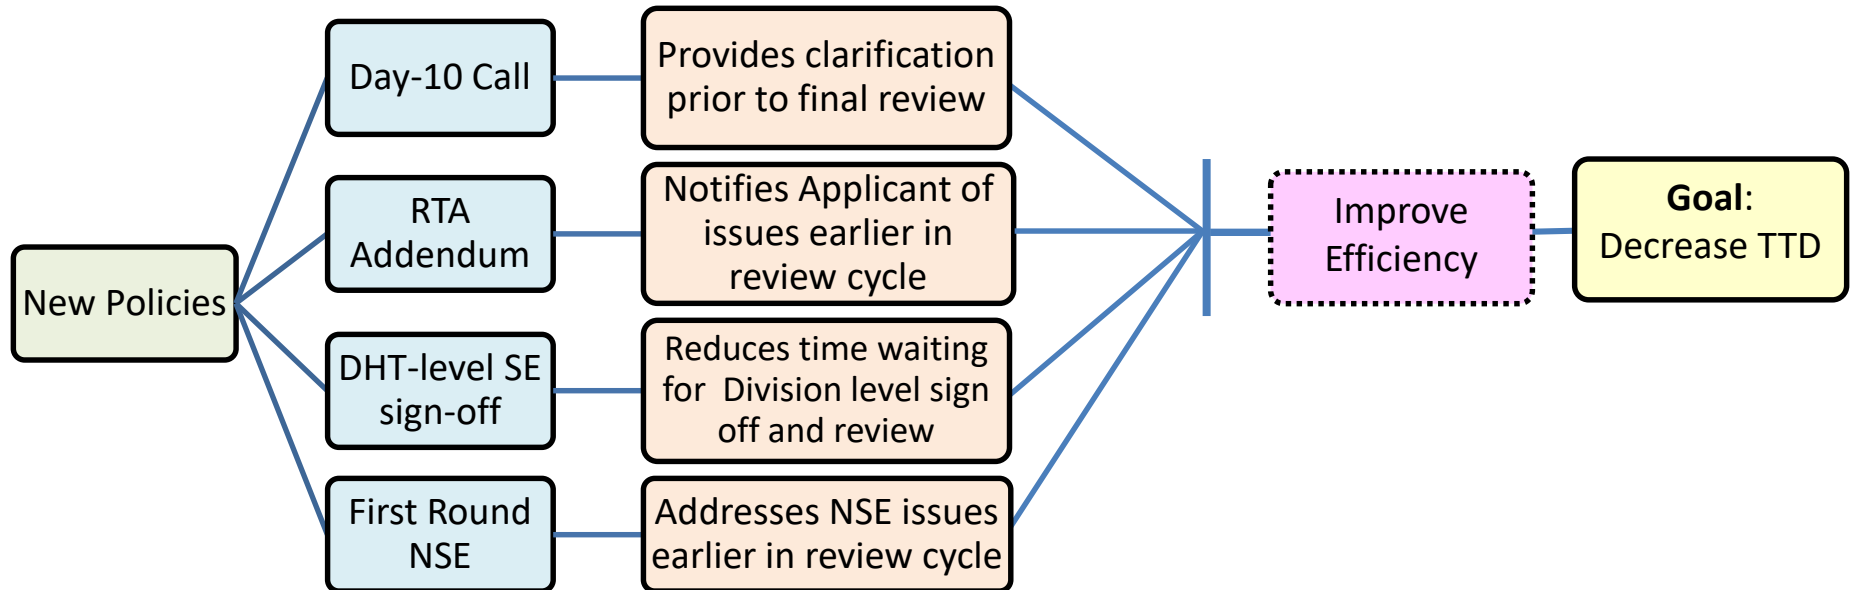 New Policies
Day-10 Call
Provides clarification
prior to final review
RTA
Addendum
Notifies Applicant of
issues earlier in
review cycle
DHT-level SE
sign-off
Reduces time waiting
for  Division level sign
off and review
First Round
NSE
Addresses NSE issues
earlier in review cycle
Improve
Efficiency
Goal:
Decrease TTD